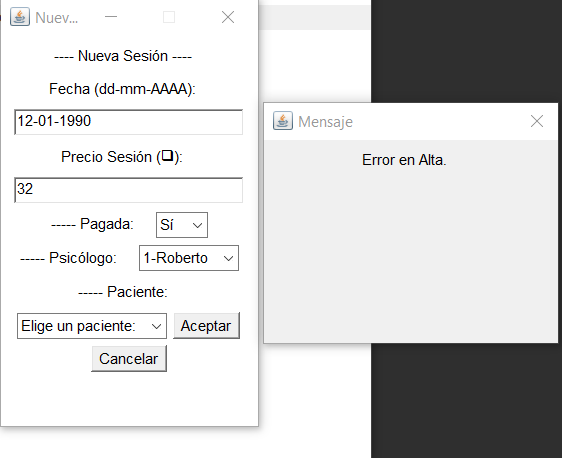 Nuev...
---- Nueva Sesión ----
Fecha (dd-mm-AAAA):
12-01-1990
Precio Sesión (❑):
32
----- Pagada: Sí
----- Psicólogo: 1-Roberto
----- Paciente:
Elige un paciente: Aceptar
Cancelar
Mensaje
Error en Alta.